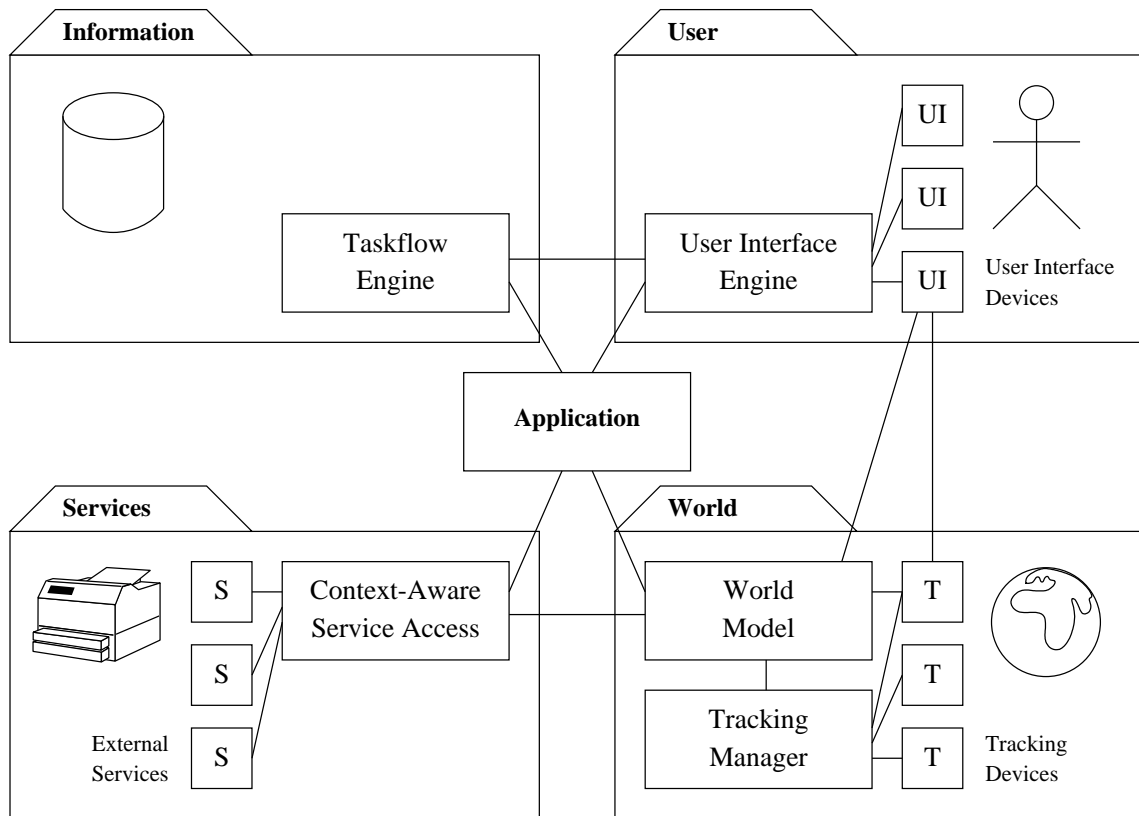 Information
User
UI
UI
UI
Taskflow
Engine
User Interface
Engine
User Interface
Devices
Application
Services
World
S
S
S
Context-Aware
Service Access
External
Services
World
Model
Tracking
Manager
T
T
T
Tracking
Devices